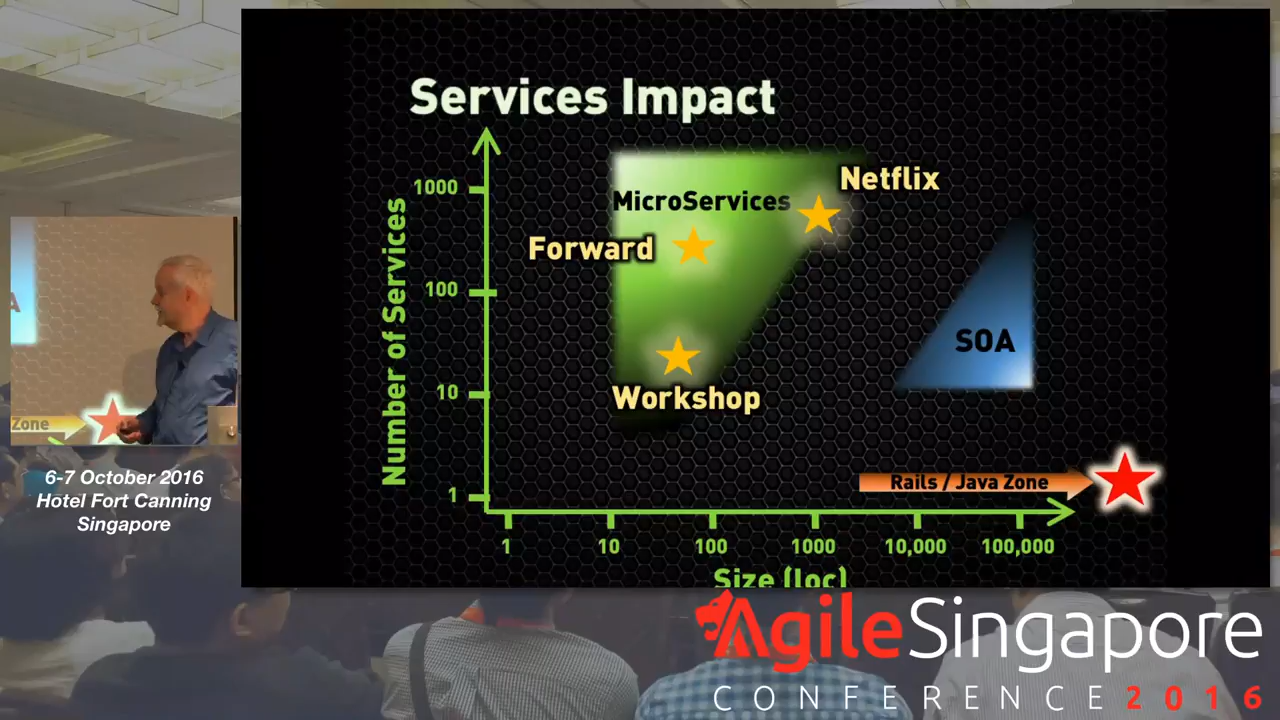 Services Impact
Number of Services
1000
100
10
1
MicroServices
Netflix
Forward
Workshop
SOA
Rails / Java Zone
1
10
100
1000
10,000
100,000
Size (loc)
A
Zone
6-7 October 2016
Hotel Fort Canning
Singapore
AgileSingapore
CONFERENCE 2016